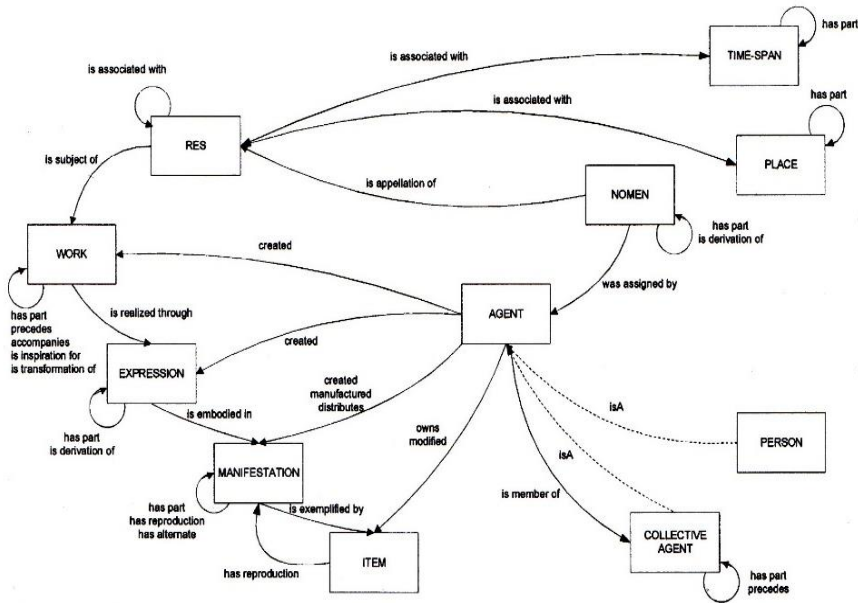 has part
TIME-SPAN
is associated with
is associated with
RES
is associated with
has part
PLACE
is subject of
is appellation of
NOMEN
has part
is derivation of
WORK
created
has part
precedes
accompanies
is inspiration for
is transformation of
is realized through
was assigned by
AGENT
created
EXPRESSION
has part
is derivation of
created
manufactured
distributes
is embodied in
owns
modified
isA
PERSON
isA
MANIFESTATION
has part
has reproduction
has alternate
is exemplified by
is member of
COLLECTIVE
AGENT
has part
precedes
has reproduction
ITEM